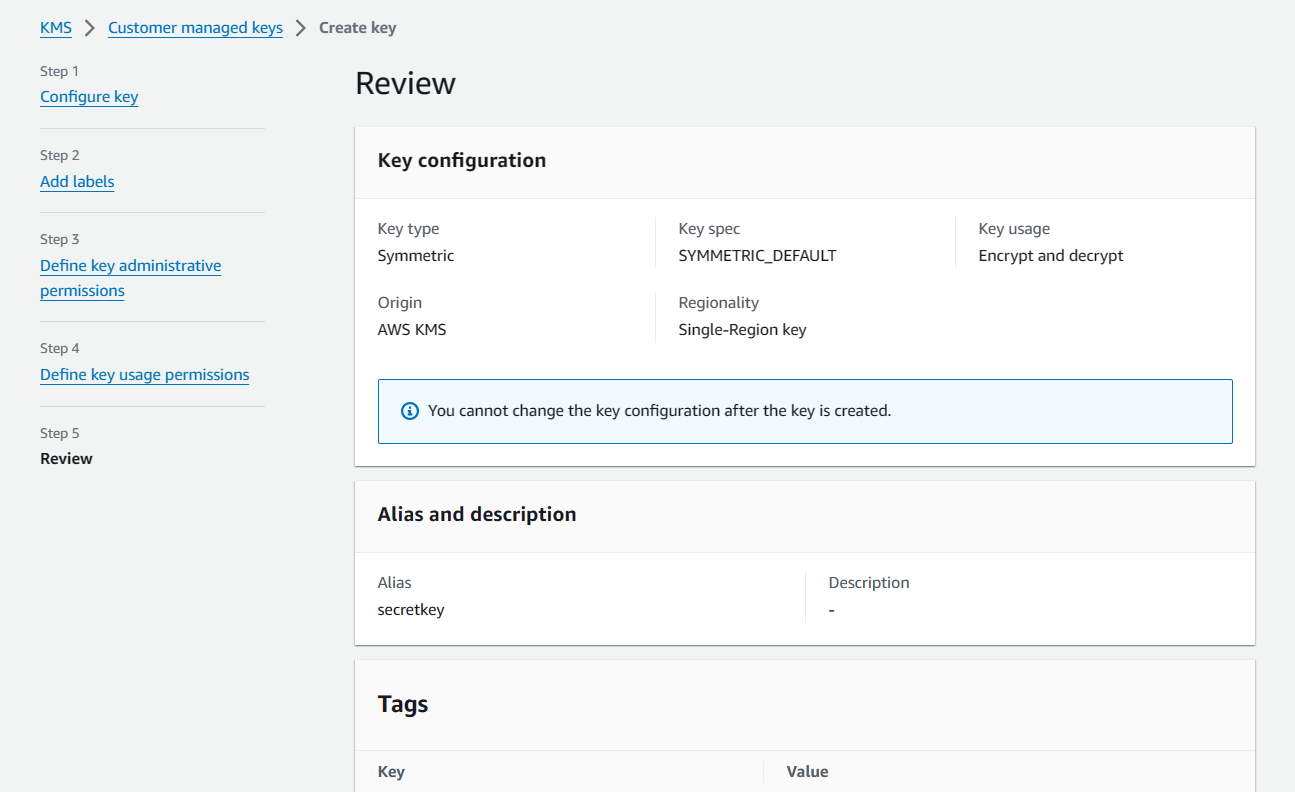 KMS > Customer managed keys > Create key
Step 1
Configure key
Step 2
Add labels
Step 3
Define key administrative
permissions
Step 4
Define key usage permissions
Step 5
Review
Review
Key configuration
Key type
Symmetric
Key spec
SYMMETRIC_DEFAULT
Key usage
Encrypt and decrypt
Origin
AWS KMS
Regionality
Single-Region key
You cannot change the key configuration after the key is created.
Alias and description
Alias
secretkey
Description
-
Tags
Key
Value